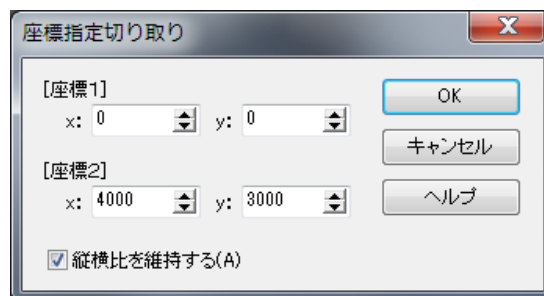 座標指定切り取り
[座標1]
x: 0 y: 0
[座標2]
x: 4000 y: 3000
縦横比を維持する(A)
OK
キャンセル
ヘルプ